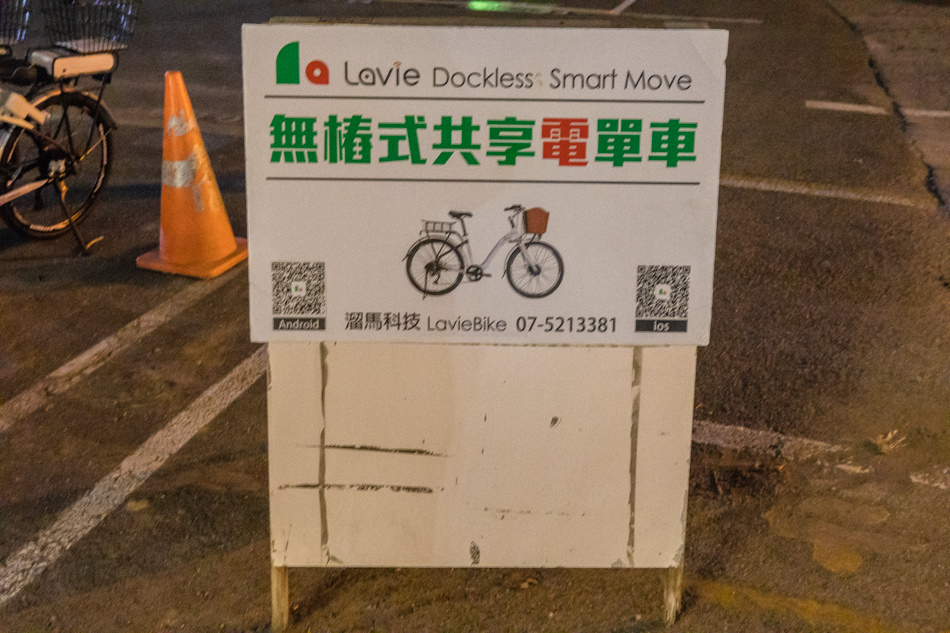 la Lavie Dockless Smart Move
無樁式共享電單車
Android
溜馬科技 LavieBike 07-5213381
ios